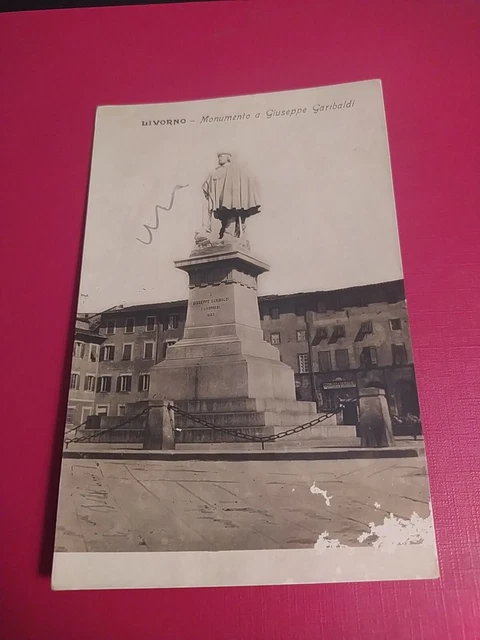 LIVORNO - Monumento a Giuseppe Garibaldi
A
GIUSEPPE GARIBALDI